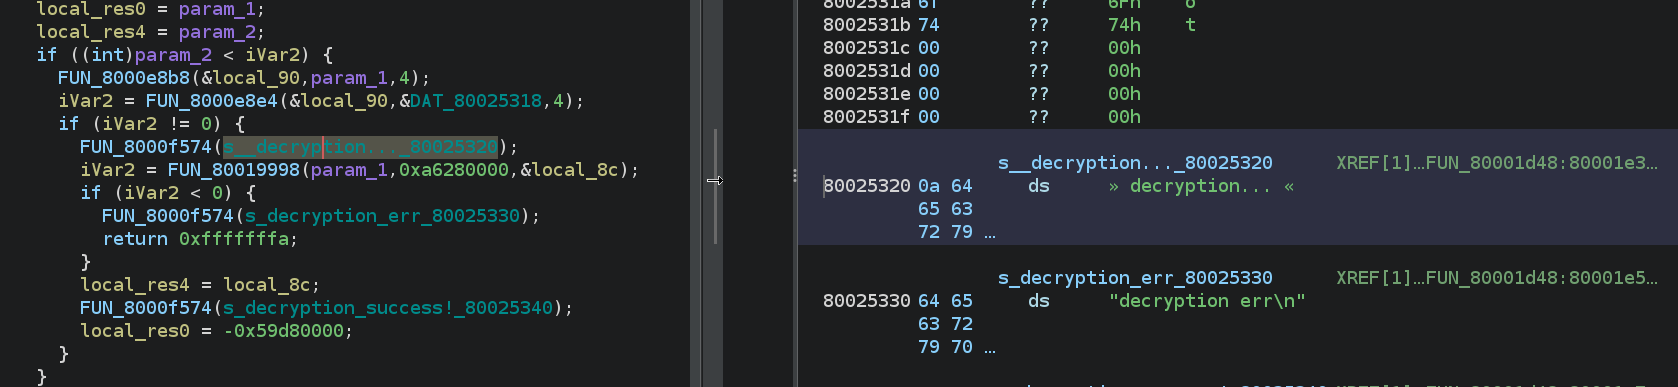 local_res0 = param_1;
local_res4 = param_2;
if ((int)param_2 < iVar2) {
FUN_8000e8b8(&local_90,param_1,4);
iVar2 = FUN_8000e8e4(&local_90,&DAT_80025318,4);
if (iVar2 != 0) {
FUN_8000f574(s__decryption..._80025320);
iVar2 = FUN_80019998(param_1,0xa6280000,&local_8c);
if (iVar2 < 0) {
FUN_8000f574(s_decryption_err_80025330);
return 0xfffffffa;
}
local_res4 = local_8c;
FUN_8000f574(s_decryption_success!_80025340);
local_res0 = -0x59d80000;
}
}
8002531a 6f ?? 6Fh o
8002531b 74 ?? 74h t
8002531c 00 ?? 00h
8002531d 00 ?? 00h
8002531e 00 ?? 00h
8002531f 00 ?? 00h
s__decryption..._80025320 XREF[1]…FUN_80001d48:80001e3…
80025320 0a 64 ds » decryption... «
65 63
72 79 …
s_decryption_err_80025330 XREF[1]…FUN_80001d48:80001e5…
80025330 64 65 ds "decryption err\n"
63 72
79 70 …